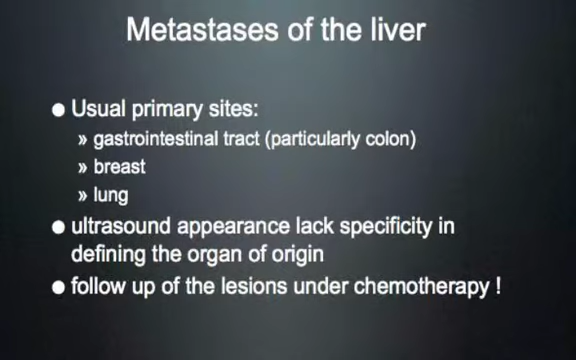 Metastases of the liver
● Usual primary sites:
» gastrointestinal tract (particularly colon)
» breast
» lung
● ultrasound appearance lack specificity in
defining the organ of origin
● follow up of the lesions under chemotherapy !